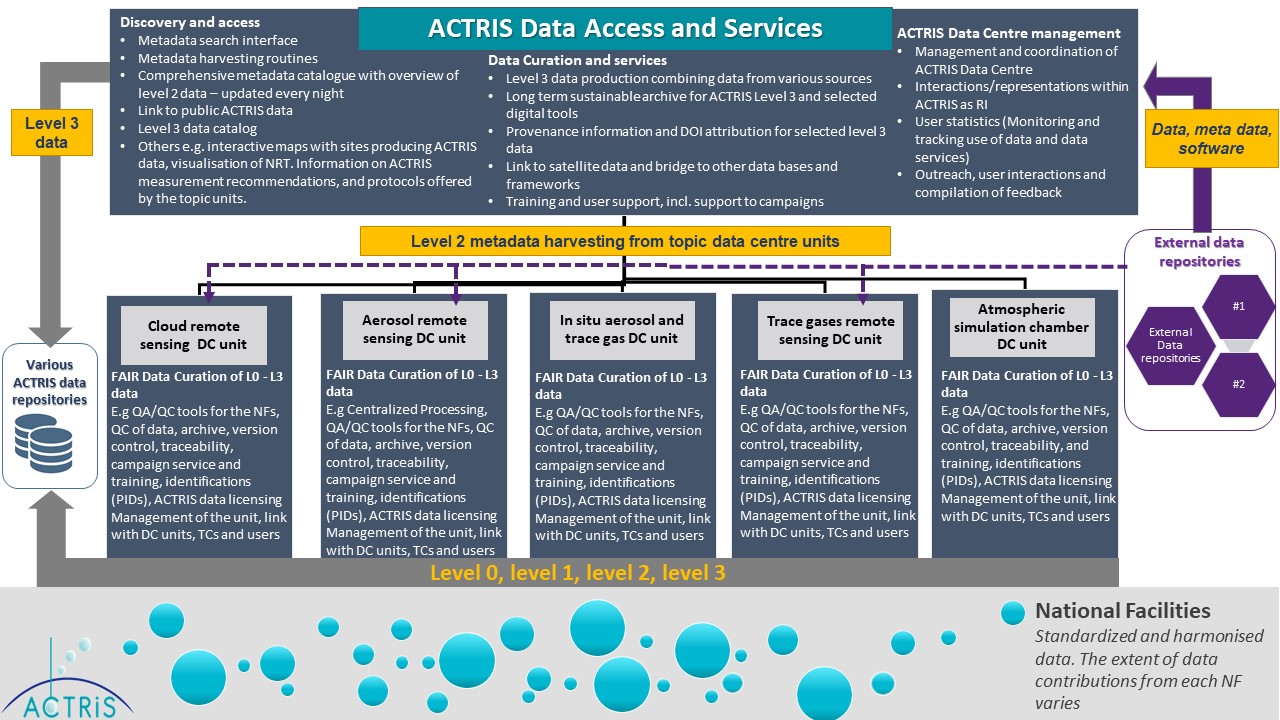 ACTRIS Data Access and Services
Discovery and access
• Metadata search interface
• Metadata harvesting routines
• Comprehensive metadata catalogue with overview of
level 2 data – updated every night
• Link to public ACTRIS data
• Level 3 data catalog
• Others e.g. interactive maps with sites producing ACTRIS
data, visualisation of NRT. Information on ACTRIS
measurement recommendations, and protocols offered
by the topic units.
Data Curation and services
• Level 3 data production combining data from various sources
• Long term sustainable archive for ACTRIS Level 3 and selected
digital tools
• Provenance information and DOI attribution for selected level 3
data
• Link to satellite data and bridge to other data bases and
frameworks
• Training and user support, incl. support to campaigns
ACTRIS Data Centre management
• Management and coordination of
ACTRIS Data Centre
• Interactions/representations within
ACTRIS as RI
• User statistics (Monitoring and
tracking use of data and data
services)
• Outreach, user interactions and
compilation of feedback
Level 3
data
Data, meta data,
software
Level 2 metadata harvesting from topic data centre units
External data
repositories
#1
External
Data
repositories
#2
Various
ACTRIS data
repositories
Cloud remote
sensing DC unit
FAIR Data Curation of L0 - L3
data
E.g QA/QC tools for the NFs,
QC of data, archive, version
control, traceability,
campaign service and
training, identifications
(PIDs), ACTRIS data licensing
Management of the unit, link
with DC units, TCs and users
Aerosol remote
sensing DC unit
FAIR Data Curation of L0 - L3
data
E.g Centralized Processing,
QA/QC tools for the NFs, QC
of data, archive, version
control, traceability,
campaign service and
training, identifications
(PIDs), ACTRIS data licensing
Management of the unit, link
with DC units, TCs and users
In situ aerosol and
trace gas DC unit
FAIR Data Curation of L0 - L3
data
E.g QA/QC tools for the NFs,
QC of data, archive, version
control, traceability,
campaign service and
training, identifications
(PIDs), ACTRIS data licensing
Management of the unit, link
with DC units, TCs and users
Trace gases remote
sensing DC unit
FAIR Data Curation of L0 - L3
data
E.g QA/QC tools for the NFs,
QC of data, archive, version
control, traceability,
campaign service and
training, identifications
(PIDs), ACTRIS data licensing
Management of the unit, link
with DC units, TCs and users
Atmospheric
simulation chamber
DC unit
FAIR Data Curation of L0 - L3
data
E.g QA/QC tools for the NFs,
QC of data, archive, version
control, traceability, and
training, identifications
(PIDs), ACTRIS data licensing
Management of the unit, link
with DC units, TCs and users
Level 0, level 1, level 2, level 3
National Facilities
Standardized and harmonised
data. The extent of data
contributions from each NF
varies
ACTRiS